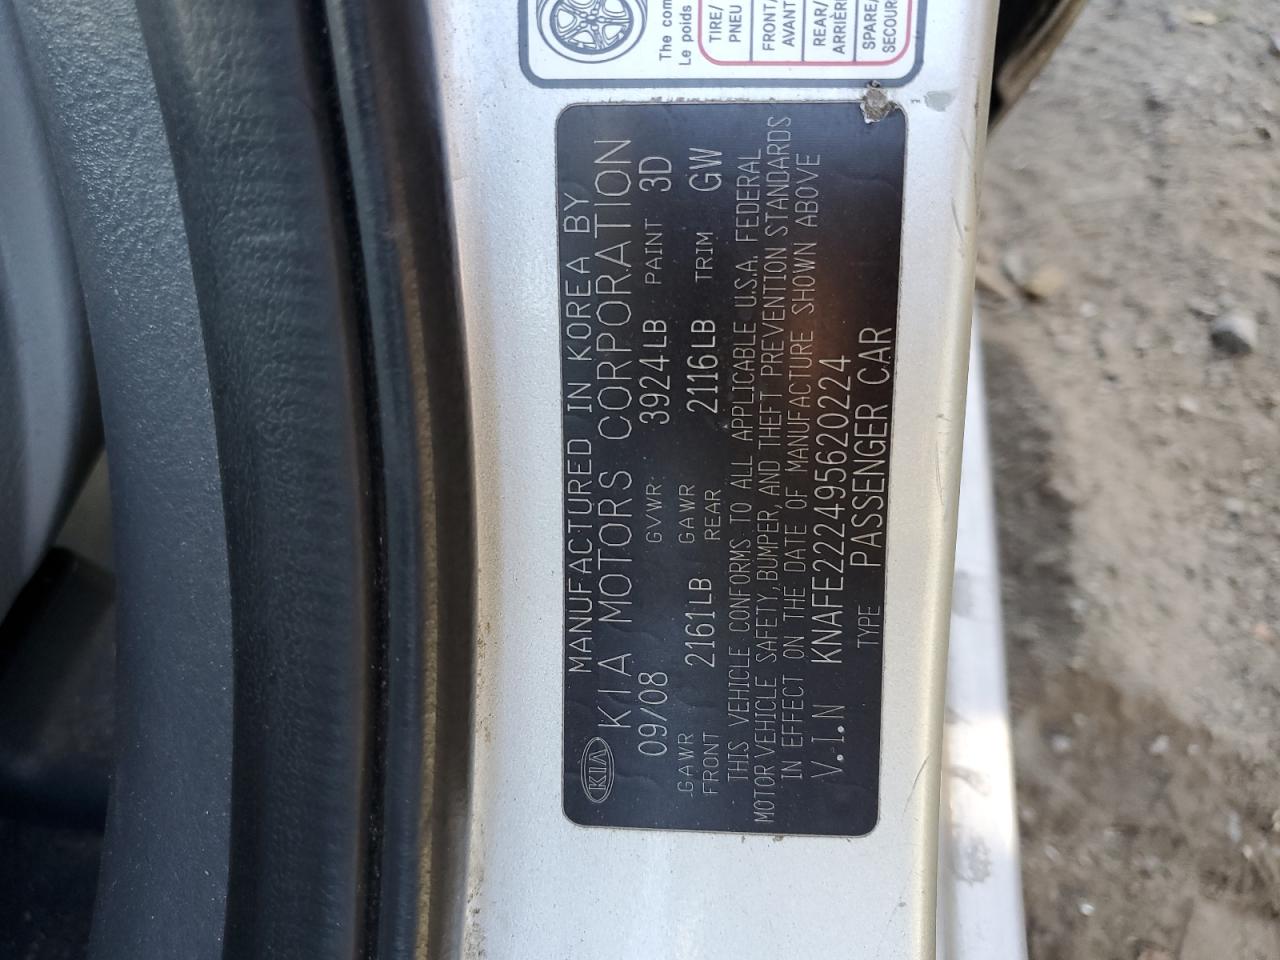 The com
Le poids
TIRE/
PNEU
FRONT/
AVANT
REAR/
ARRIÈRE
SPARE/
SECOURS
KIA
MANUFACTURED IN KOREA BY
KIA MOTORS CORPORATION
09/08 GVWR: 3924LB PAINT 3D
GAWR FRONT 2161LB GAWR REAR 2116LB TRIM GW
THIS VEHICLE CONFORMS TO ALL APPLICABLE U.S.A. FEDERAL
MOTOR VEHICLE SAFETY, BUMPER, AND THEFT PREVENTION STANDARDS
IN EFFECT ON THE DATE OF MANUFACTURE SHOWN ABOVE
V.I.N KNAFE222495620224
TYPE PASSENGER CAR